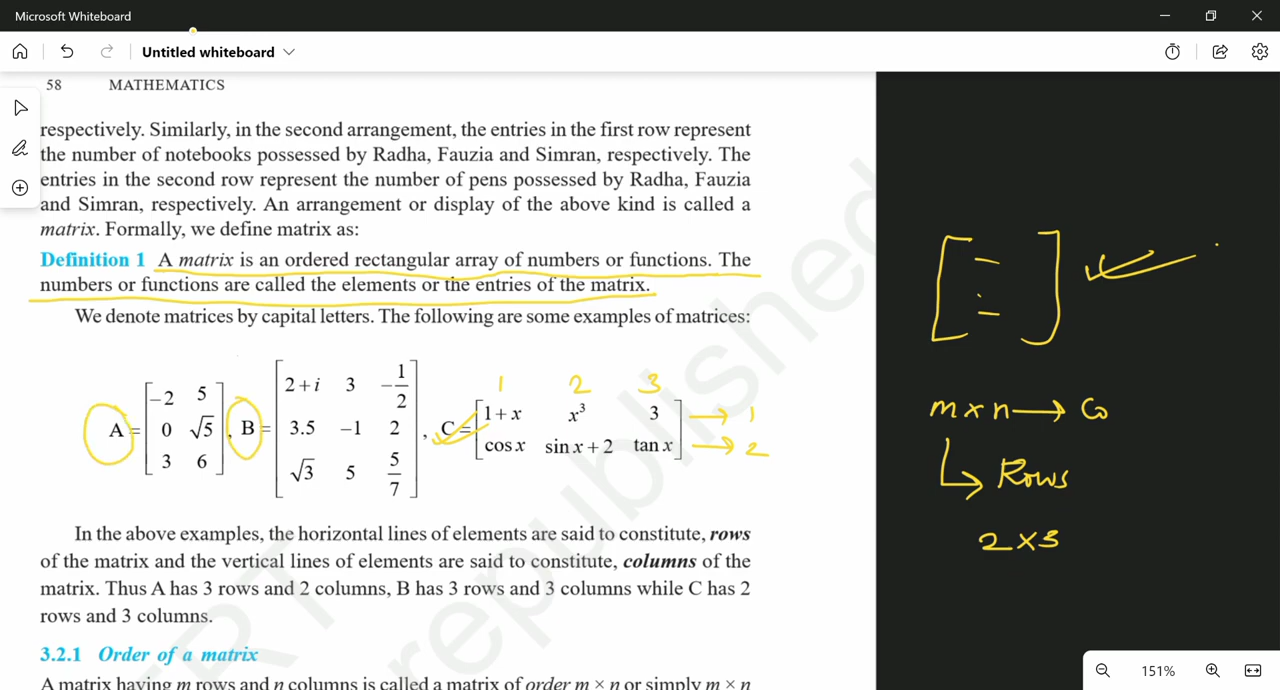 Microsoft Whiteboard
Untitled whiteboard
58 MATHEMATICS
respectively. Similarly, in the second arrangement, the entries in the first row represent
the number of notebooks possessed by Radha, Fauzia and Simran, respectively. The
entries in the second row represent the number of pens possessed by Radha, Fauzia
and Simran, respectively. An arrangement or display of the above kind is called a
matrix. Formally, we define matrix as:
Definition 1 A matrix is an ordered rectangular array of numbers or functions. The
numbers or functions are called the elements or the entries of the matrix.
We denote matrices by capital letters. The following are some examples of matrices:
1 2 3
A = [−2 5; 0 √5; 3 6], B = [2+i 3 −1/2; 3.5 −1 2; √3 5 5/7], C = [1+x x³ 3; cos x sin x+2 tan x] → 1 → 2
In the above examples, the horizontal lines of elements are said to constitute, rows
of the matrix and the vertical lines of elements are said to constitute, columns of the
matrix. Thus A has 3 rows and 2 columns, B has 3 rows and 3 columns while C has 2
rows and 3 columns.
3.2.1 Order of a matrix
A matrix having m rows and n columns is called a matrix of order m × n or simply m × n
m × n → Co
Rows
2 × 3
151%
republished